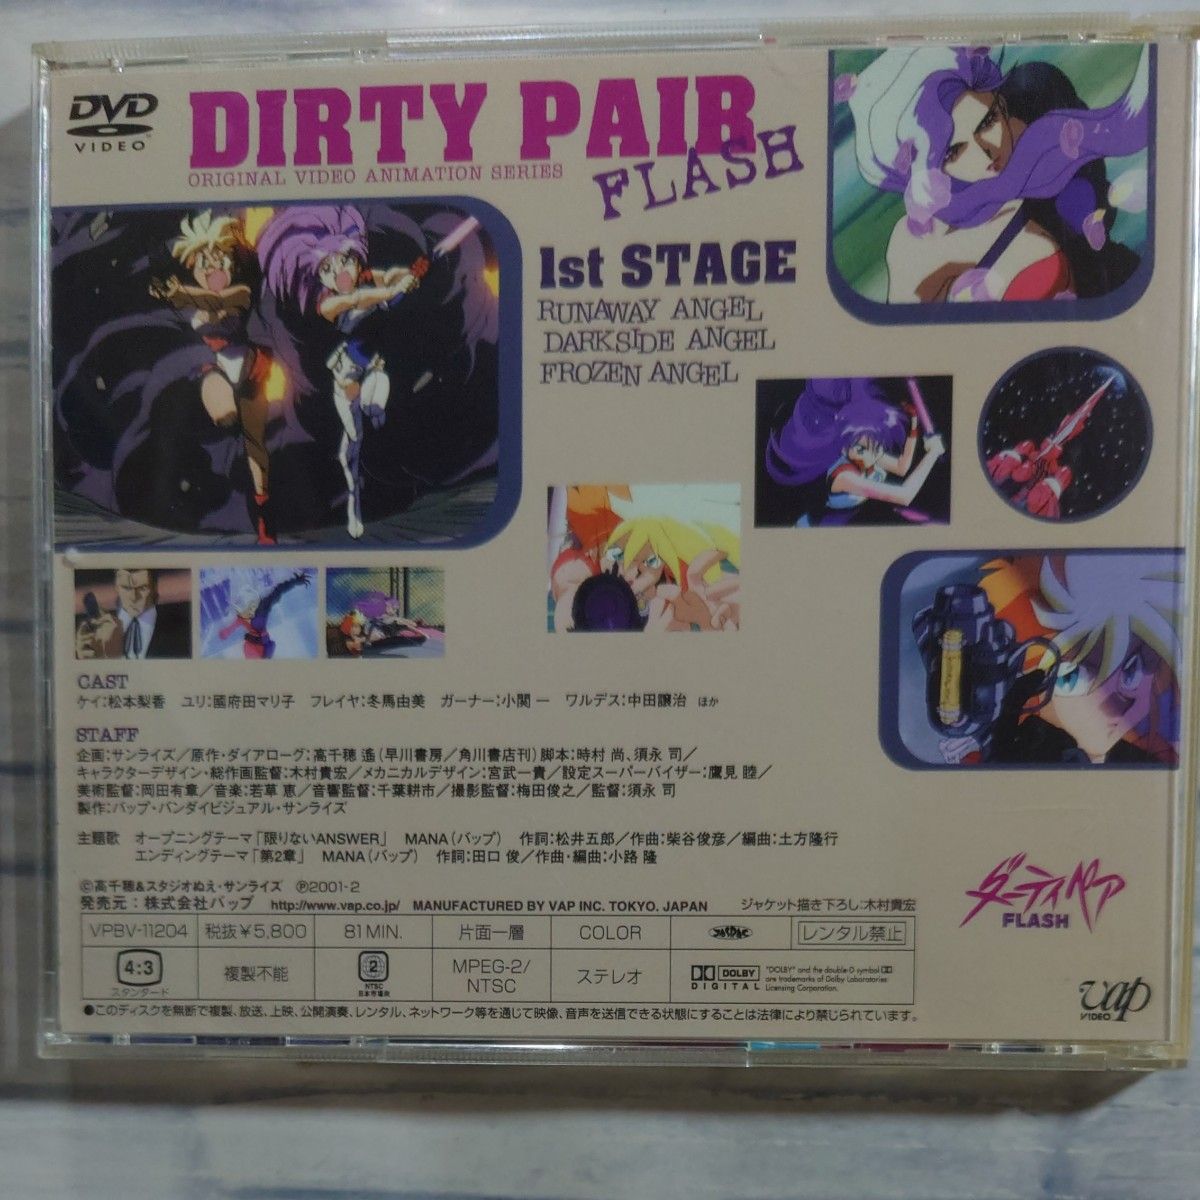 DVD
VIDEO
DIRTY PAIR
FLASH
ORIGINAL VIDEO ANIMATION SERIES
1st STAGE
RUNAWAY ANGEL
DARKSIDE ANGEL
FROZEN ANGEL
CAST
ケイ:松本梨香 ユリ:國府田マリ子 フレイヤ:冬馬由美 ガーナー:小関 一 ワルデス:中田譲治 ほか
STAFF
企画:サンライズ/原作・ダイアローグ:高千穂 遙(早川書房/角川書店刊)脚本:時村 尚、須永 司/
キャラクターデザイン・総作画監督:木村貴宏/メカニカルデザイン:宮武一貴/設定スーパーバイザー:鷹見 睦/
美術監督:岡田有章/音楽:若草 恵/音響監督:千葉耕市/撮影監督:梅田俊之/監督:須永 司
製作:バップ・バンダイビジュアル・サンライズ
主題歌 オープニングテーマ「限りないANSWER」 MANA(バップ) 作詞:松井五郎/作曲:柴谷俊彦/編曲:土方隆行
エンディングテーマ「第2章」 MANA(バップ) 作詞:田口 俊/作曲・編曲:小路 隆
©高千穂&スタジオぬえ・サンライズ Ⓟ2001-2
発売元:株式会社バップ http://www.vap.co.jp/ MANUFACTURED BY VAP INC. TOKYO. JAPAN ジャケット描き下ろし:木村貴宏
VPBV-11204 税抜¥5,800 81MIN. 片面一層 COLOR レンタル禁止
4:3
スタンダード
複製不能
2
NTSC
日本市場向
MPEG-2/
NTSC
ステレオ
DOLBY
DIGITAL
"DOLBY" and the double-D symbol
are trademarks of Dolby Laboratories
Licensing Corporation.
●このディスクを無断で複製、放送、上映、公開演奏、レンタル、ネットワーク等を通じて映像、音声を送信できる状態にすることは法律により禁じられています。
ダーティペア
FLASH
vap
VIDEO